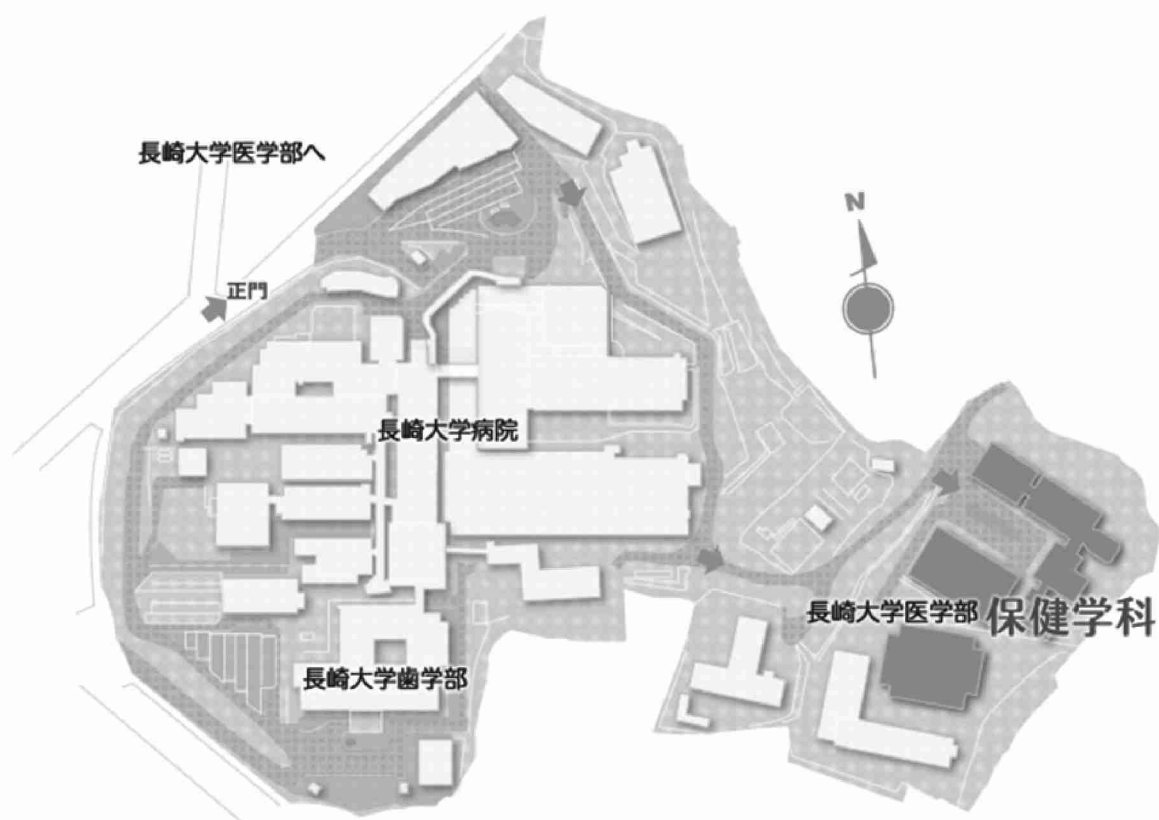 長崎大学医学部へ
N
正門
長崎大学病院
長崎大学医学部 保健学科
長崎大学歯学部